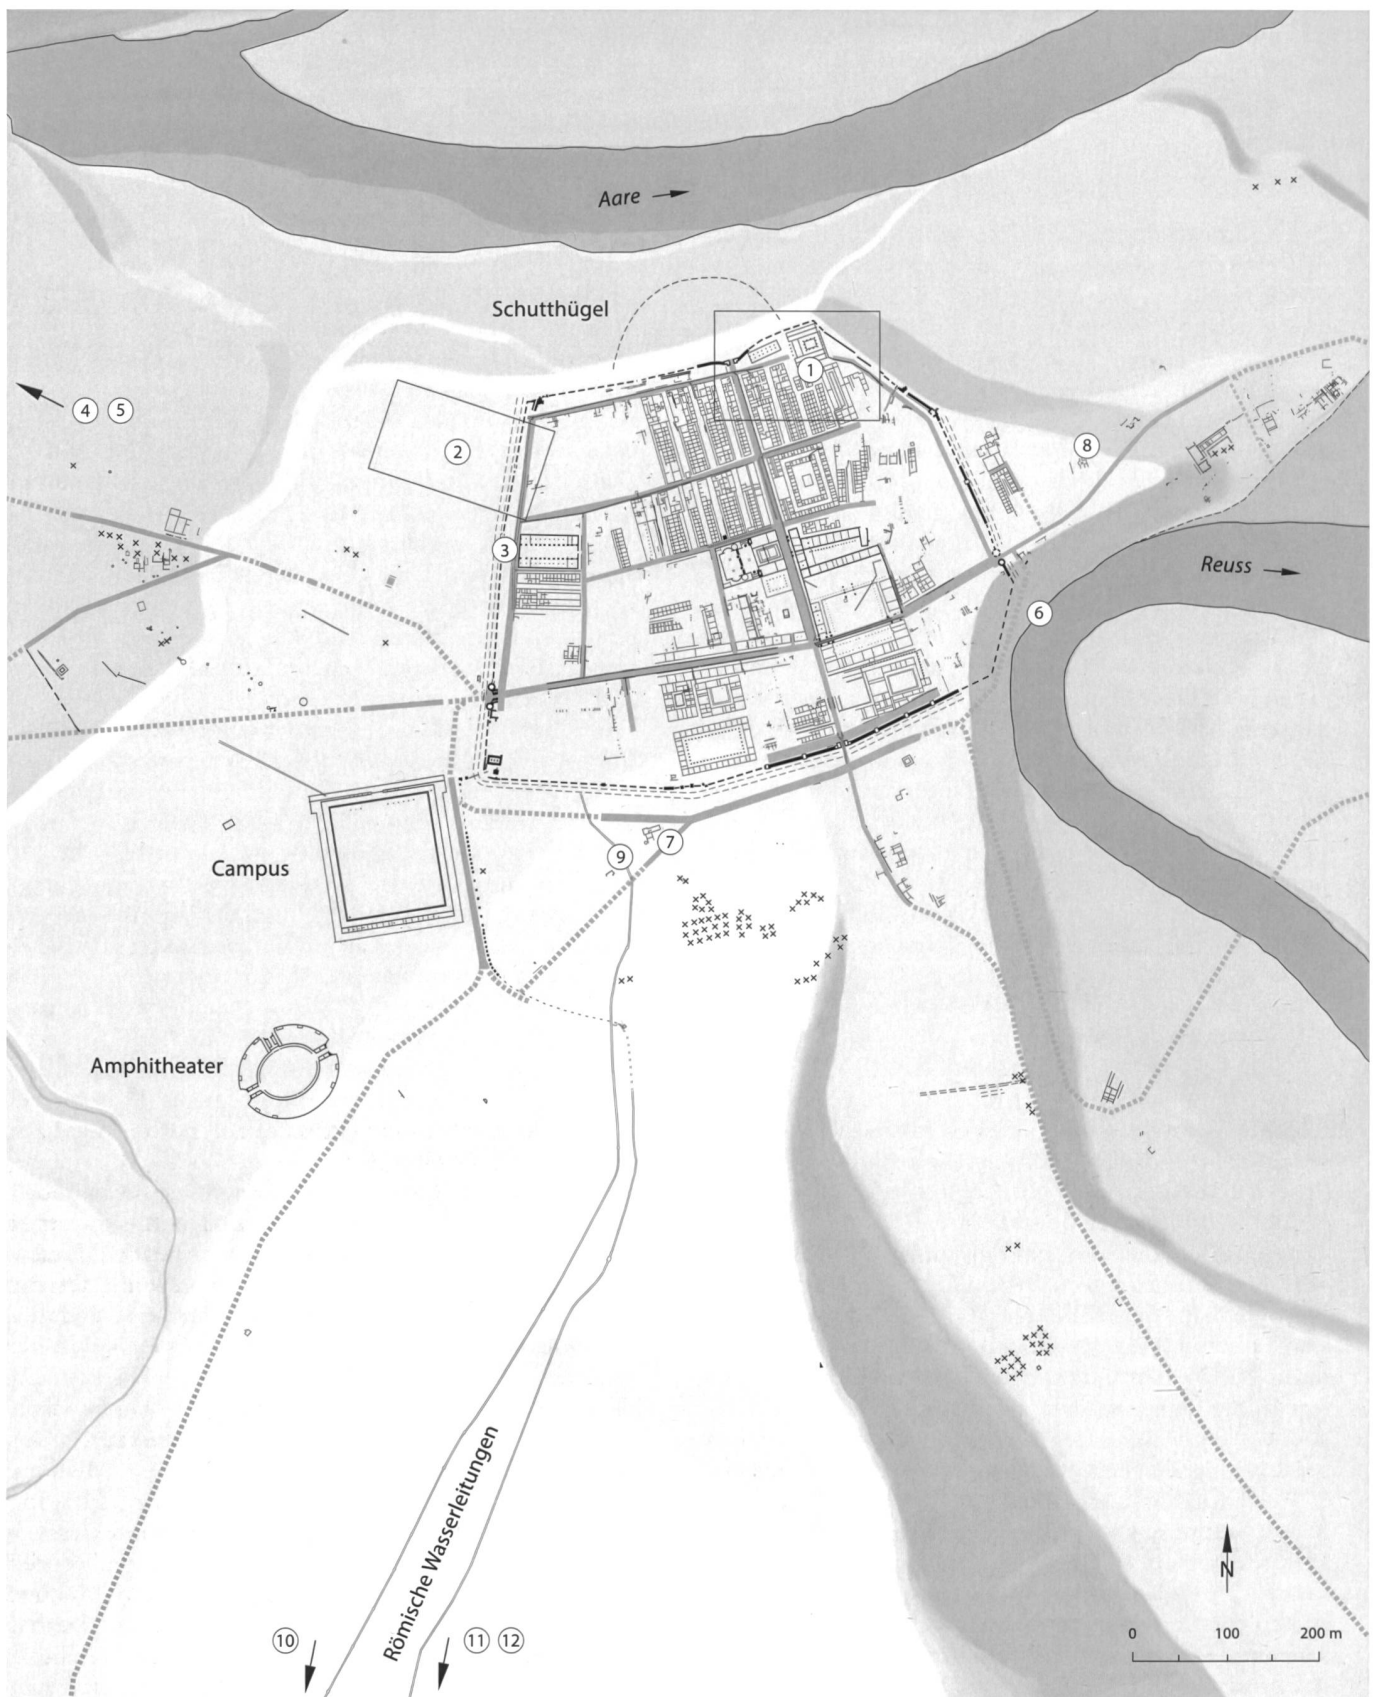 Aare
Schutthügel
1
4 5
2
8
3
Reuss
6
7
9
Campus
Amphitheater
Römische Wasserleitungen
N
0 100 200 m
10
11 12